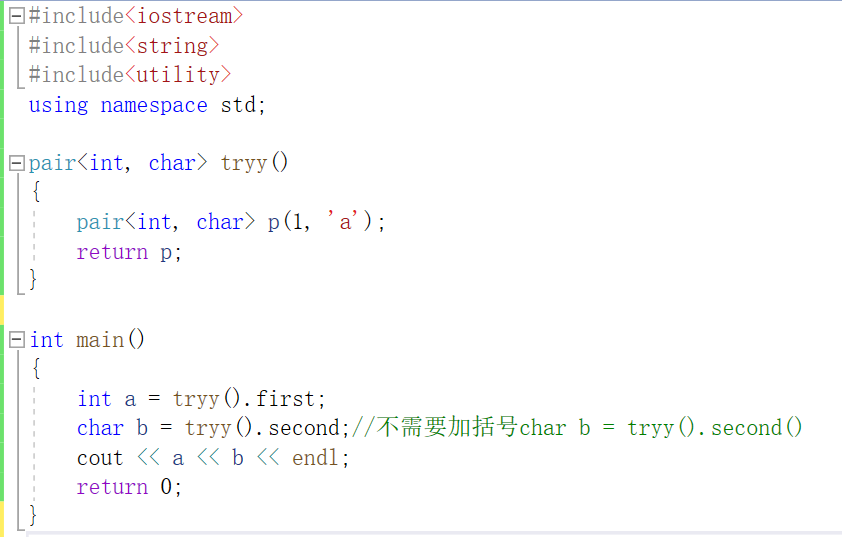 #include<iostream>
#include<string>
#include<utility>
using namespace std;
pair<int, char> tryy()
{
pair<int, char> p(1, 'a');
return p;
}
int main()
{
int a = tryy().first;
char b = tryy().second;//不需要加括号char b = tryy().second()
cout << a << b << endl;
return 0;
}